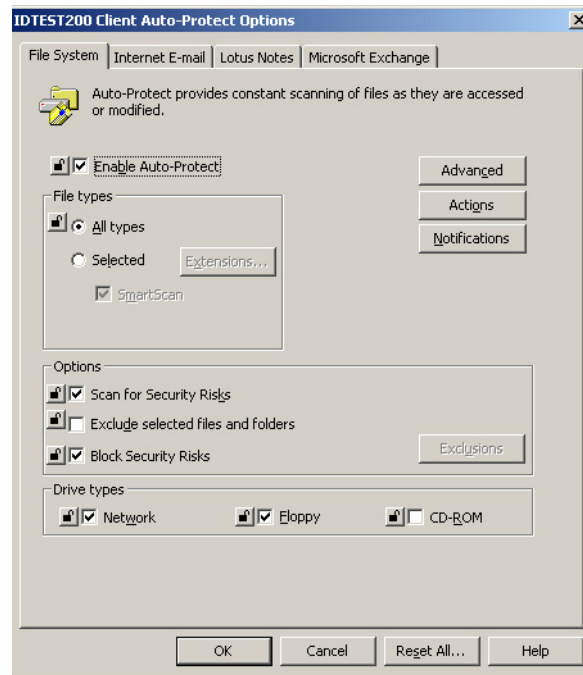 IDTEST200 Client Auto-Protect Options
File System Internet E-mail Lotus Notes Microsoft Exchange
Auto-Protect provides constant scanning of files as they are accessed
or modified.
Enable Auto-Protect
Advanced
File types
Actions
All types
Notifications
Selected Extensions...
SmartScan
Options
Scan for Security Risks
Exclude selected files and folders
Block Security Risks Exclusions
Drive types
Network Floppy CD-ROM
OK Cancel Reset All... Help